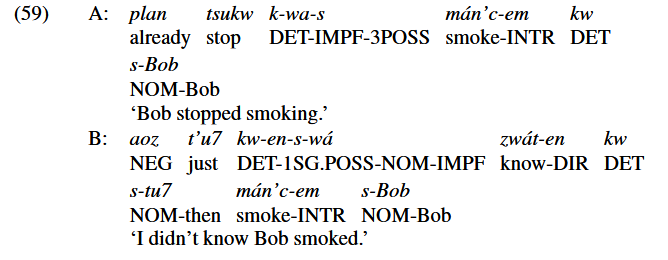 (59) A: plan tsukw k-wa-s mán’c-em kw
already stop DET-IMPF-3POSS smoke-INTR DET
s-Bob
NOM-Bob
‘Bob stopped smoking.’
B: aoz t’u7 kw-en-s-wá zwát-en kw
NEG just DET-1SG.POSS-NOM-IMPF know-DIR DET
s-tu7 mán’c-em s-Bob
NOM-then smoke-INTR NOM-Bob
‘I didn’t know Bob smoked.’